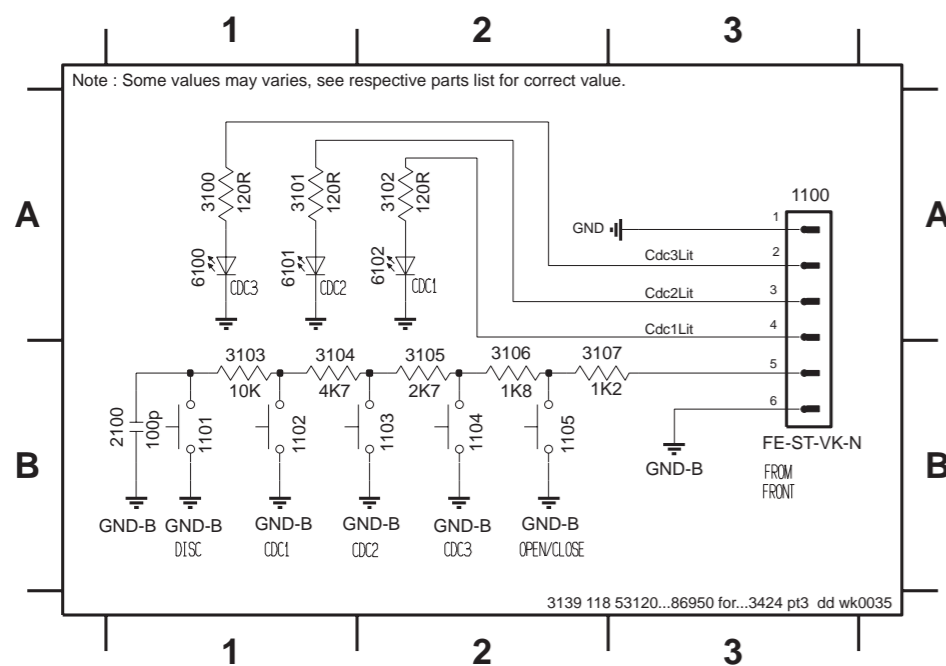 1 2 3
Note : Some values may varies, see respective parts list for correct value.
A A
3100 120R 3101 120R 3102 120R
1100
1
GND
Cdc3Lit 2
6100 CDC3 6101 CDC2 6102 CDC1
Cdc2Lit 3
Cdc1Lit 4
3103 3104 3105 3106 3107
5
10K 4K7 2K7 1K8 1K2
6
2100 100p 1101 1102 1103 1104 1105
FE-ST-VK-N
B B
GND-B
FROM
FRONT
GND-B GND-B GND-B GND-B GND-B GND-B
DISC CDC1 CDC2 CDC3 OPEN/CLOSE
3139 118 53120...86950 for...3424 pt3 dd wk0035
1 2 3